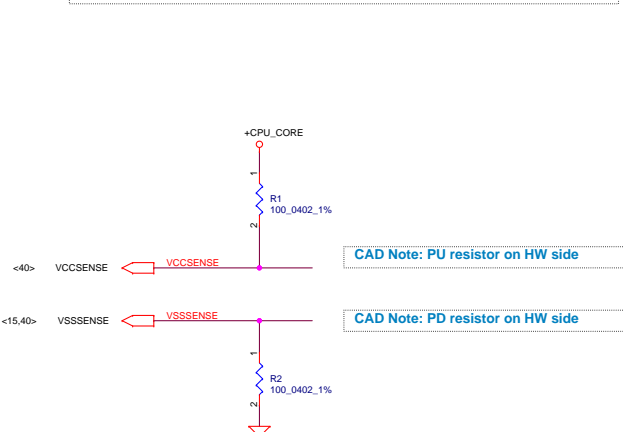 +CPU_CORE
1
R1
100_0402_1%
2
<40> VCCSENSE VCCSENSE CAD Note: PU resistor on HW side
<15,40> VSSSENSE VSSSENSE CAD Note: PD resistor on HW side
1
R2
100_0402_1%
2